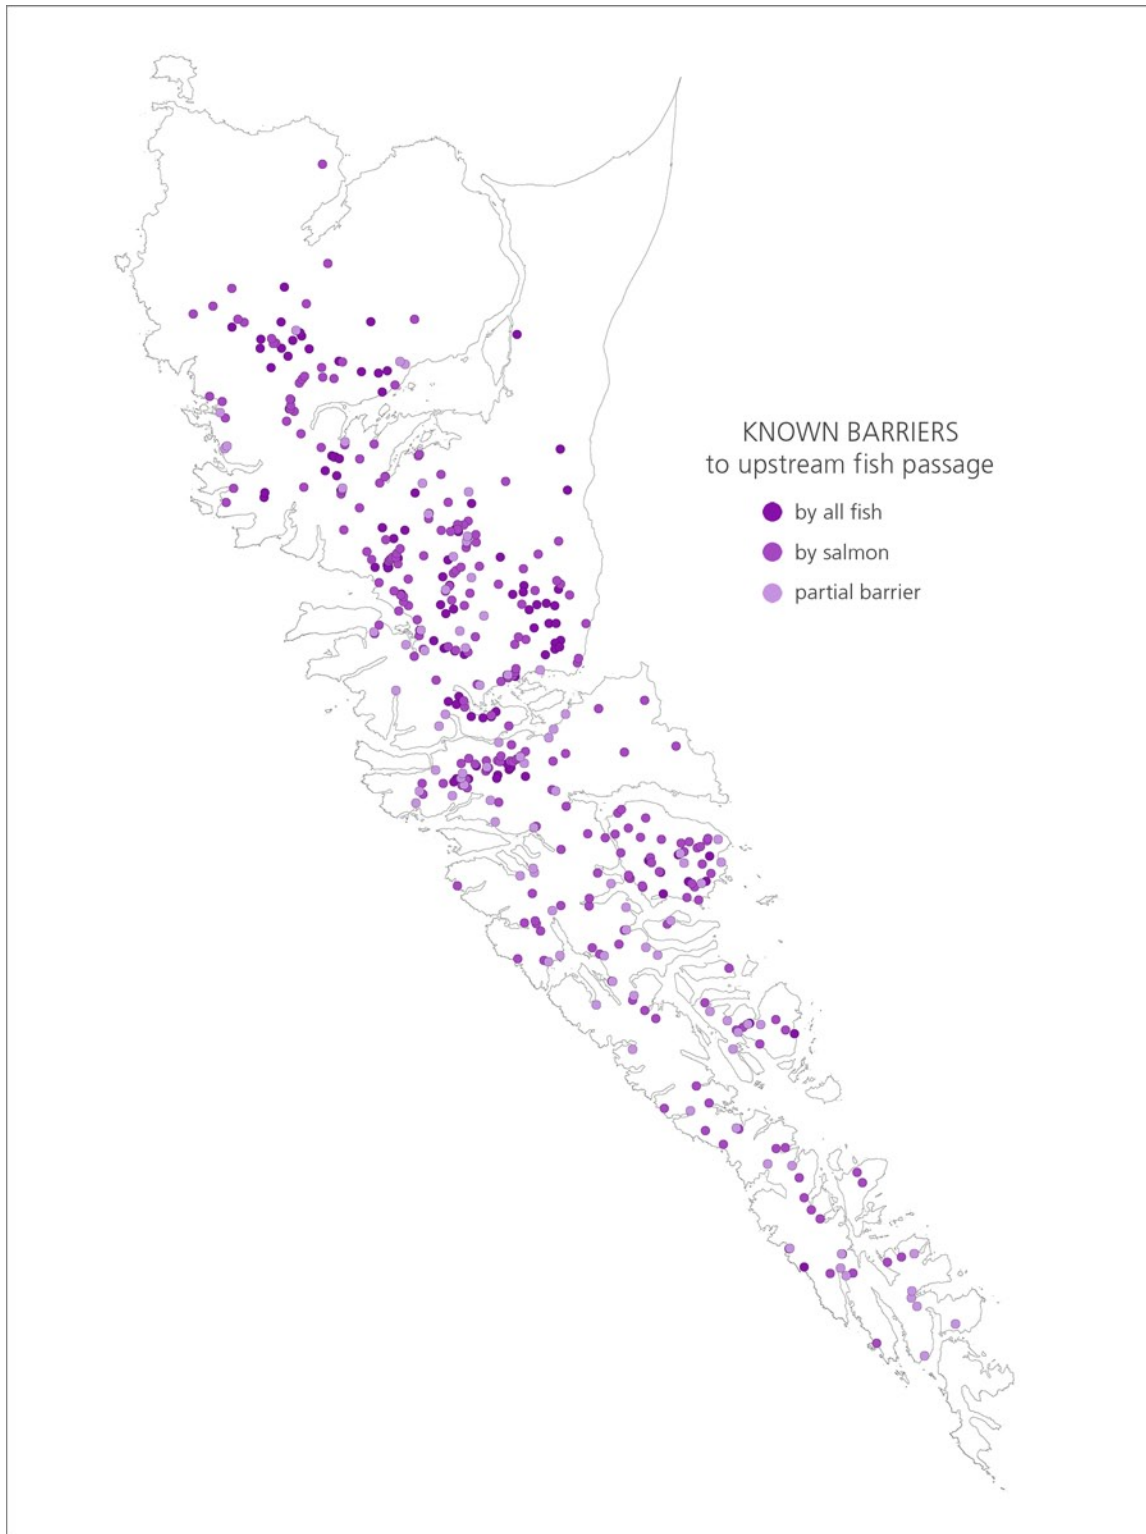 KNOWN BARRIERS
to upstream fish passage
by all fish
by salmon
partial barrier